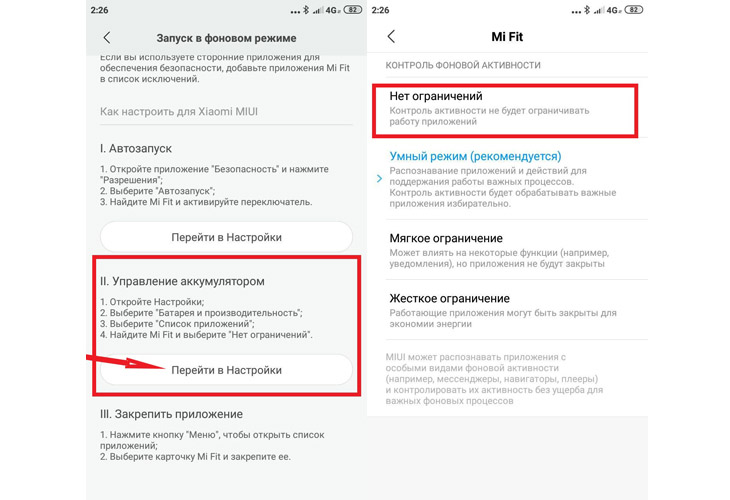 2:26
4G
82
Запуск в фоновом режиме
Если вы используете сторонние приложения для
обеспечения безопасности, добавьте приложения Mi Fit
в список исключений.
Как настроить для Xiaomi MIUI
I. Автозапуск
1. Откройте приложение "Безопасность" и нажмите
"Разрешения";
2. Выберите "Автозапуск";
3. Найдите Mi Fit и активируйте переключатель.
Перейти в Настройки
II. Управление аккумулятором
1. Откройте Настройки;
2. Выберите "Батарея и производительность";
3. Выберите "Список приложений";
4. Найдите Mi Fit и выберите "Нет ограничений".
Перейти в Настройки
III. Закрепить приложение
1. Нажмите кнопку "Меню", чтобы открыть список
приложений;
2. Выберите карточку Mi Fit и закрепите ее.
2:26
4G
82
Mi Fit
КОНТРОЛЬ ФОНОВОЙ АКТИВНОСТИ
Нет ограничений
Контроль активности не будет ограничивать
работу приложений
Умный режим (рекомендуется)
Распознавание приложений и действий для
поддержания работы важных процессов.
Контроль активности будет обрабатывать важные
приложения избирательно.
Мягкое ограничение
Может влиять на некоторые функции (например,
уведомления), но приложения не будут закрыты
Жесткое ограничение
Работающие приложения могут быть закрыты для
экономии энергии
MIUI может распознавать приложения с
особыми видами фоновой активности
(например, мессенджеры, навигаторы, плееры)
и контролировать их активность без ущерба для
важных фоновых процессов